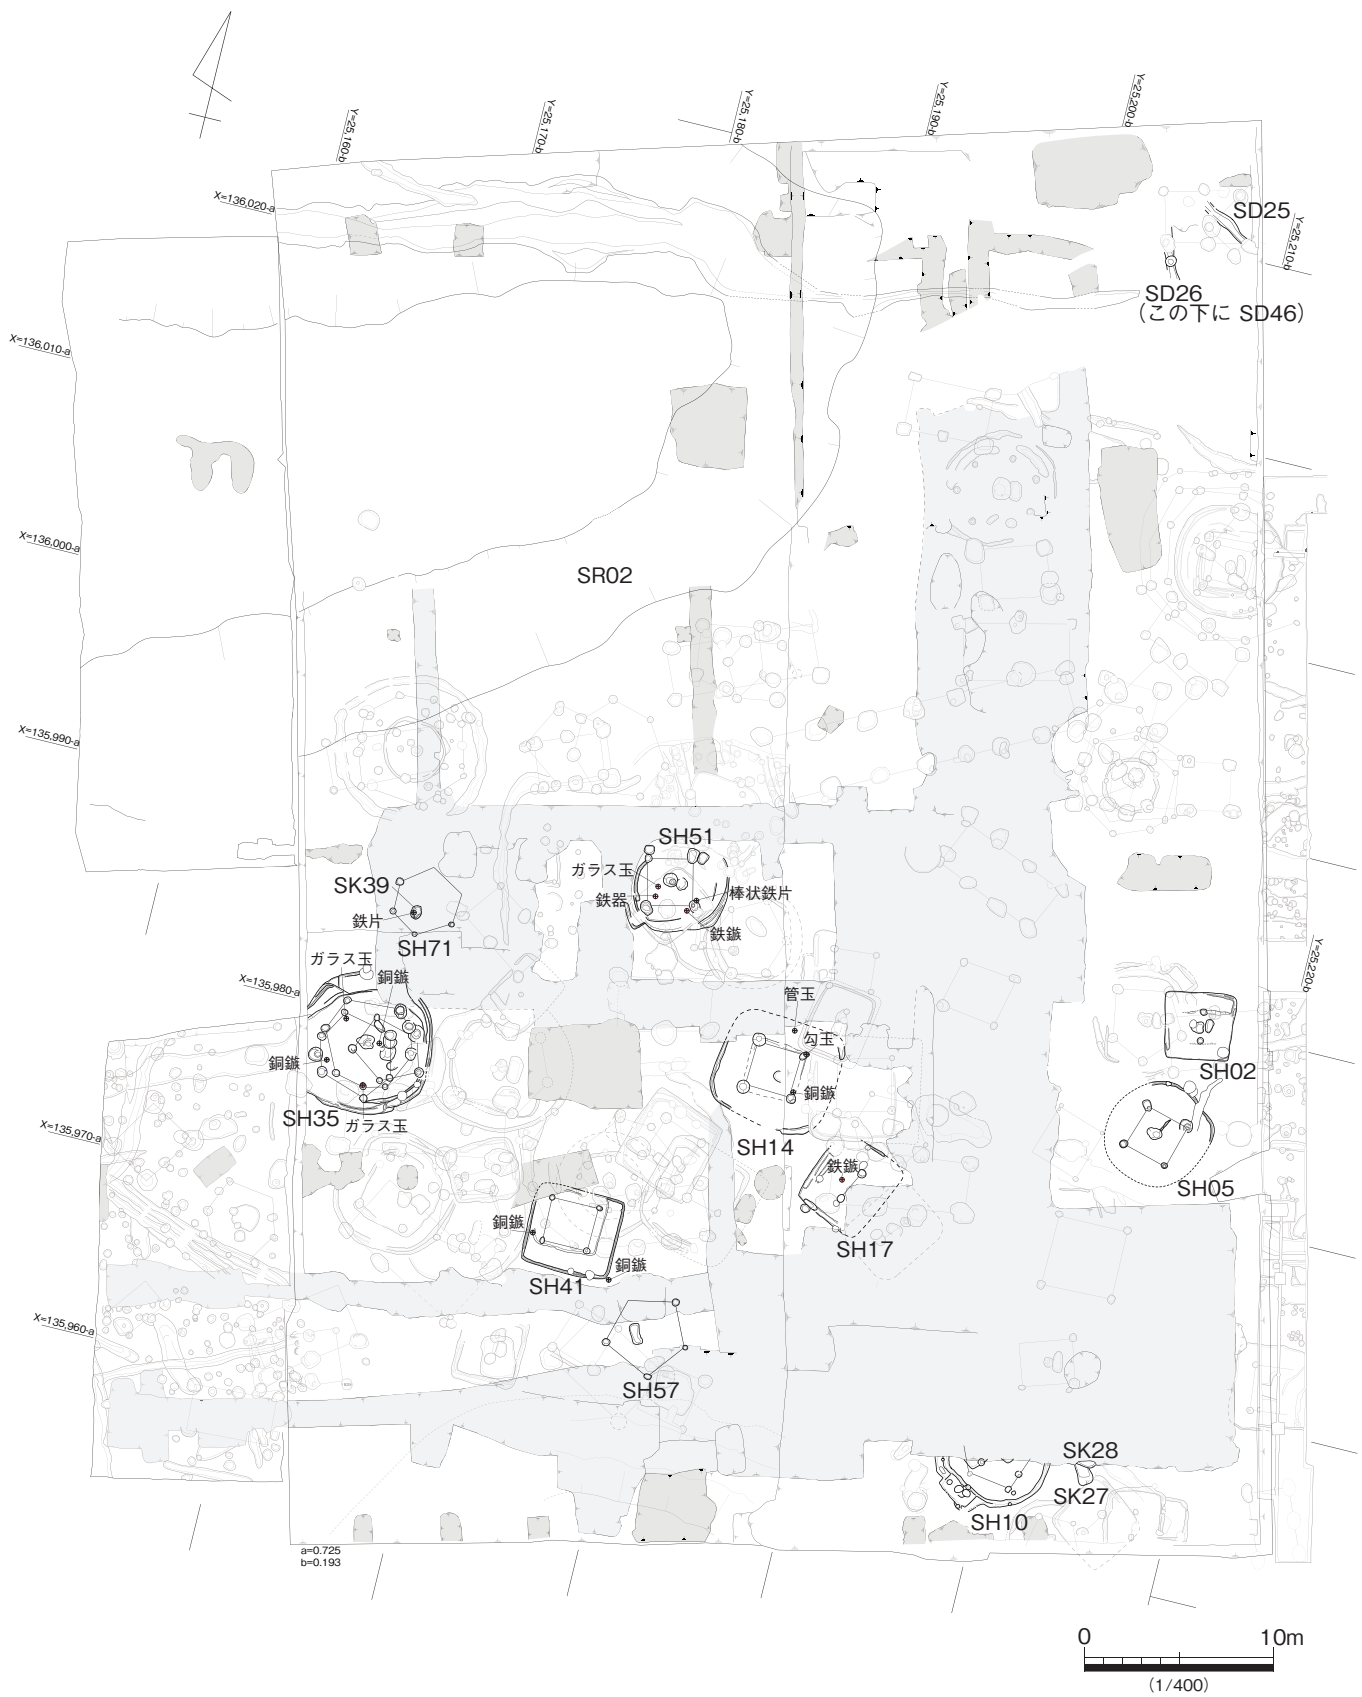 Y=25,160-b
Y=25,170-b
Y=25,180-b
Y=25,190-b
Y=25,200-b
X=136,020-a
SD25
Y=25,210-b
SD26
(この下に SD46)
X=136,010-a
X=136,000-a
SR02
X=135,990-a
SH51
ガラス玉
SK39
鉄器
棒状鉄片
鉄片
鉄鏃
SH71
ガラス玉
銅鏃
Y=25,220-b
X=135,980-a
管玉
勾玉
銅鏃
SH02
銅鏃
SH35
ガラス玉
X=135,970-a
SH14
鉄鏃
SH05
銅鏃
SH17
銅鏃
SH41
X=135,960-a
SH57
SK28
SK27
SH10
a=0.725
b=0.193
0 10m
(1/400)